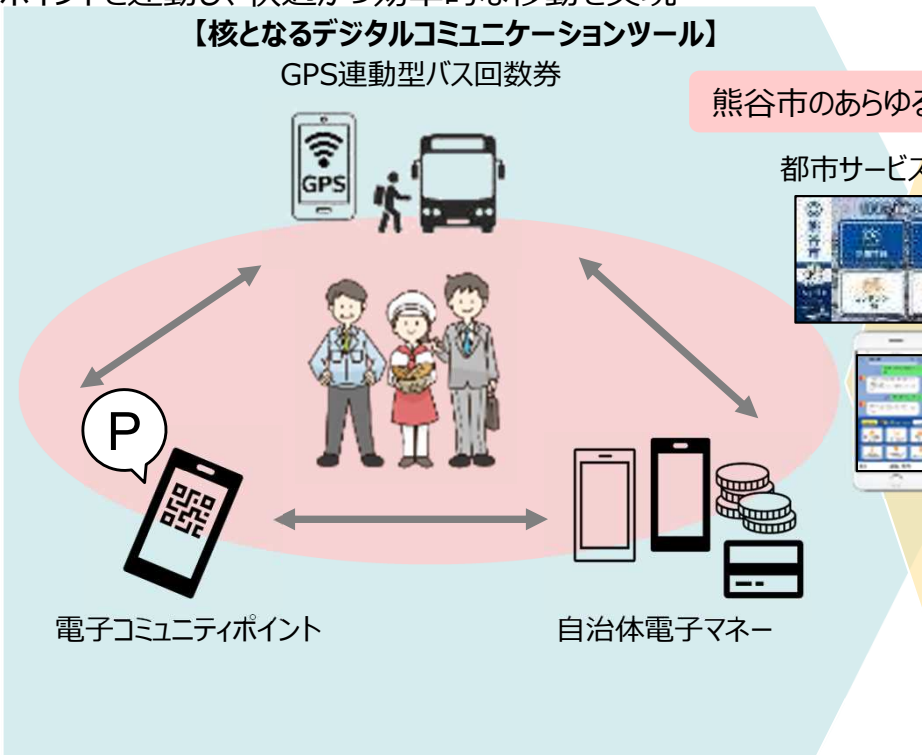 ポイントと連動し、快適かつ効率的な移動を実現
【核となるデジタルコミュニケーションツール】
GPS連動型バス回数券
熊谷市のあらゆる
都市サービス
GPS
P
電子コミュニティポイント
自治体電子マネー